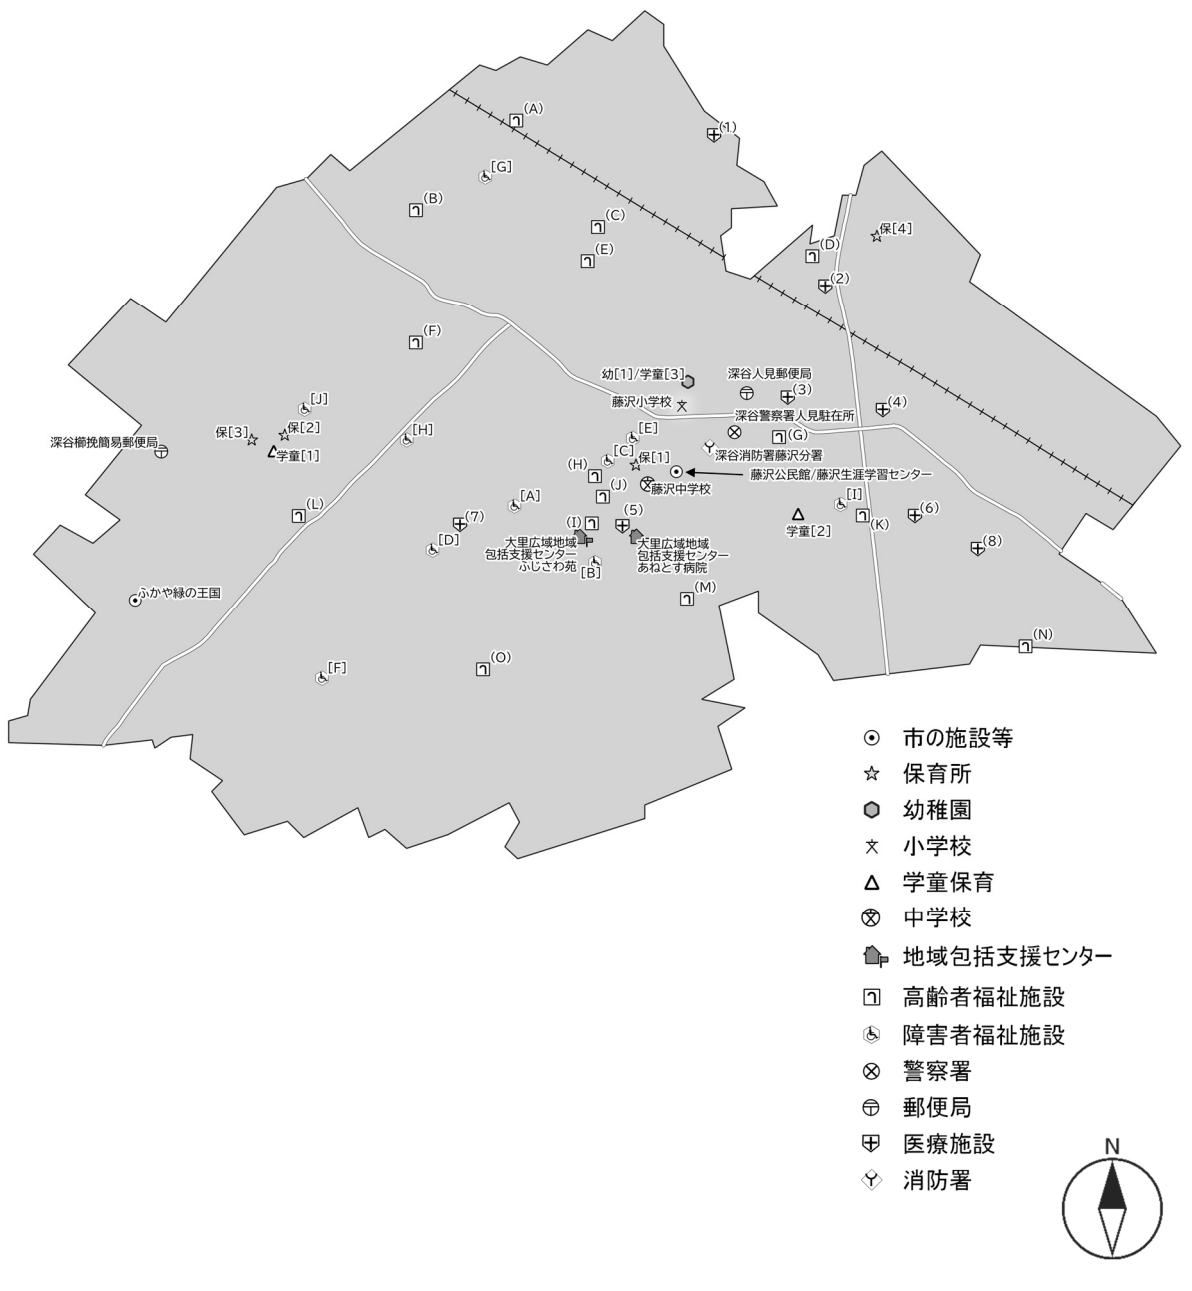 (A)
(1)
[G]
(B)
(C)
保[4]
(D)
(E)
(2)
(F)
幼[1]/学童[3]
深谷人見郵便局
(3)
藤沢小学校
[J]
(4)
深谷警察署人見駐在所
保[3]
保[2]
[H]
[E]
(G)
深谷櫛挽簡易郵便局
学童[1]
[C]
保[1]
深谷消防署藤沢分署
(H)
藤沢公民館/藤沢生涯学習センター
(J)
藤沢中学校
(L)
[A]
[I]
(7)
(I)
(5)
(K)
(6)
学童[2]
[D]
大里広域地域
包括支援センター
ふじさわ苑
大里広域地域
包括支援センター
あねとす病院
(8)
[B]
ふかや緑の王国
(M)
(N)
[F]
(O)
市の施設等
保育所
幼稚園
小学校
学童保育
中学校
地域包括支援センター
高齢者福祉施設
障害者福祉施設
警察署
郵便局
医療施設
消防署
N